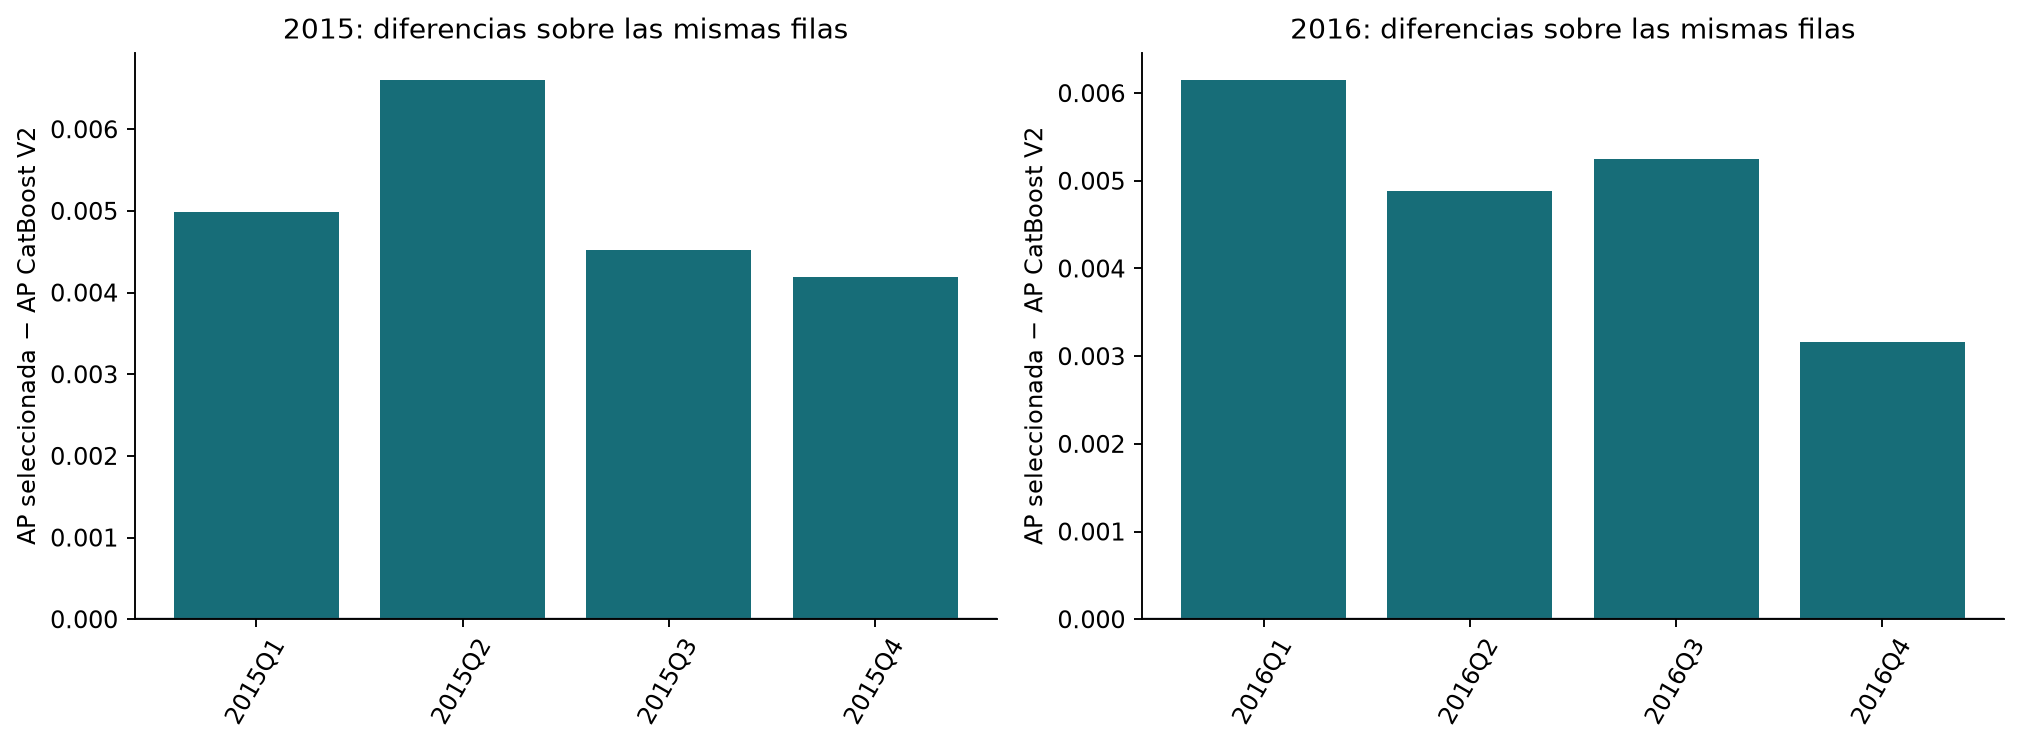 2015: diferencias sobre las mismas filas
AP seleccionada − AP CatBoost V2
0.006
0.005
0.004
0.003
0.002
0.001
0.000
2015Q1
2015Q2
2015Q3
2015Q4
2016: diferencias sobre las mismas filas
AP seleccionada − AP CatBoost V2
0.006
0.005
0.004
0.003
0.002
0.001
0.000
2016Q1
2016Q2
2016Q3
2016Q4